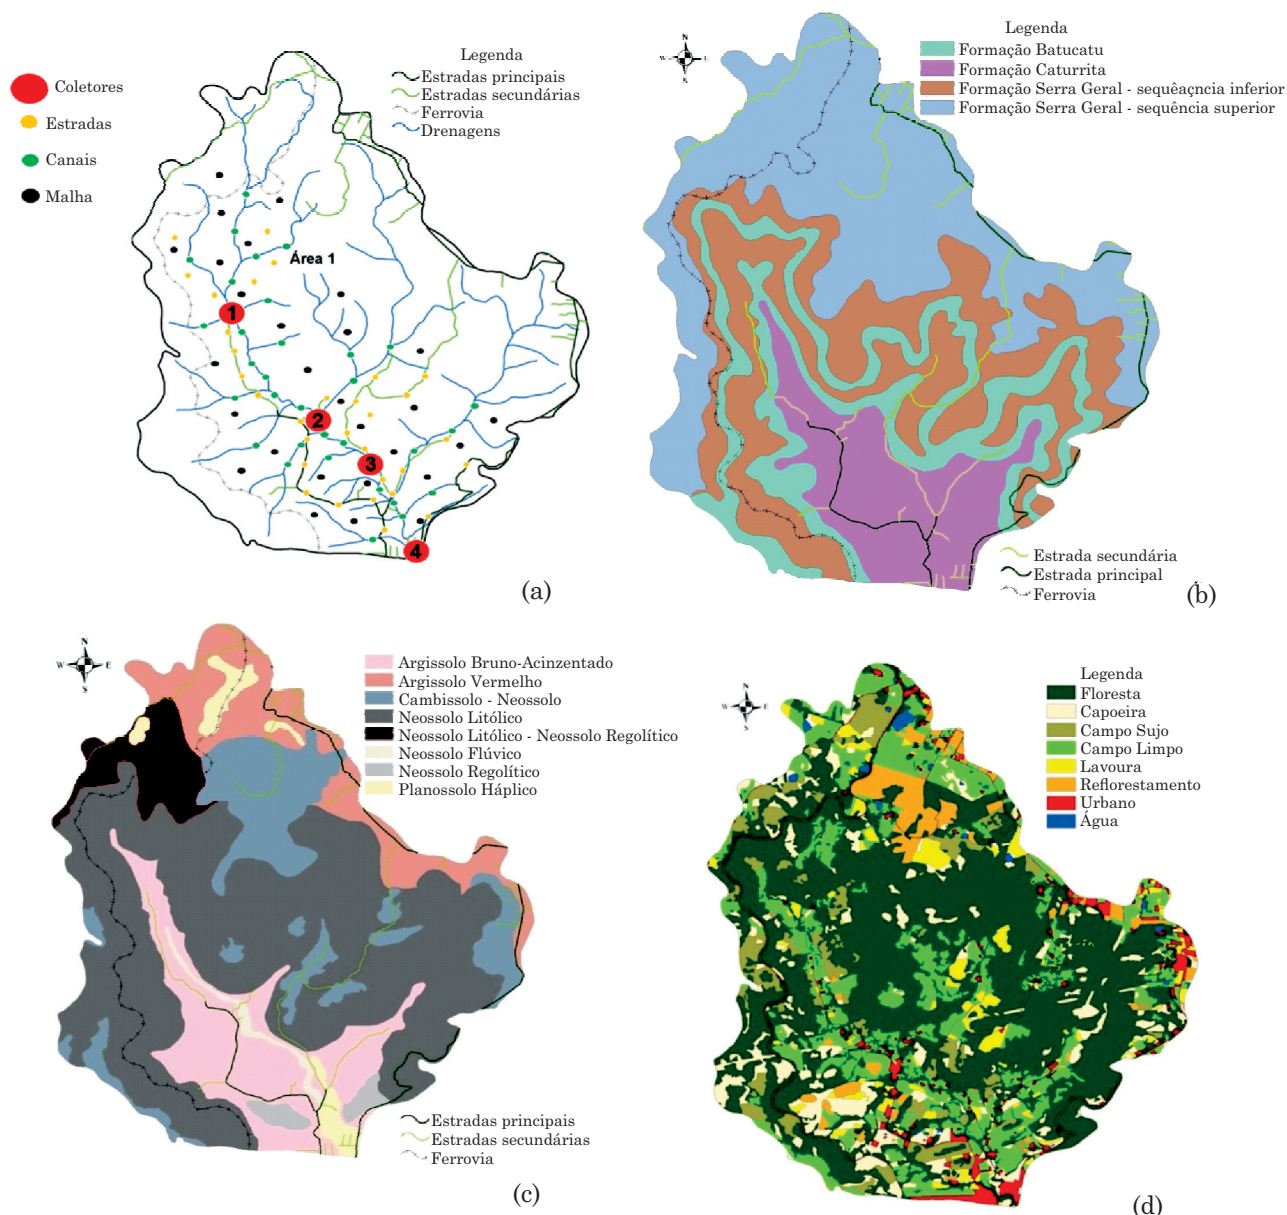 Coletores
Estradas
Canais
Malha
Legenda
Estradas principais
Estradas secundárias
Ferrovia
Drenagens
Área 1
1
2
3
4
(a)
N
W E
S
Legenda
Formação Batucatu
Formação Caturrita
Formação Serra Geral - sequêaçncia inferior
Formação Serra Geral - sequência superior
Estrada secundária
Estrada principal
Ferrovia
(b)
N
W E
S
Argissolo Bruno-Acinzentado
Argissolo Vermelho
Cambissolo - Neossolo
Neossolo Litólico
Neossolo Litólico - Neossolo Regolítico
Neossolo Flúvico
Neossolo Regolítico
Planossolo Háplico
Estradas principais
Estradas secundárias
Ferrovia
(c)
N
W E
S
Legenda
Floresta
Capoeira
Campo Sujo
Campo Limpo
Lavoura
Reflorestamento
Urbano
Água
(d)